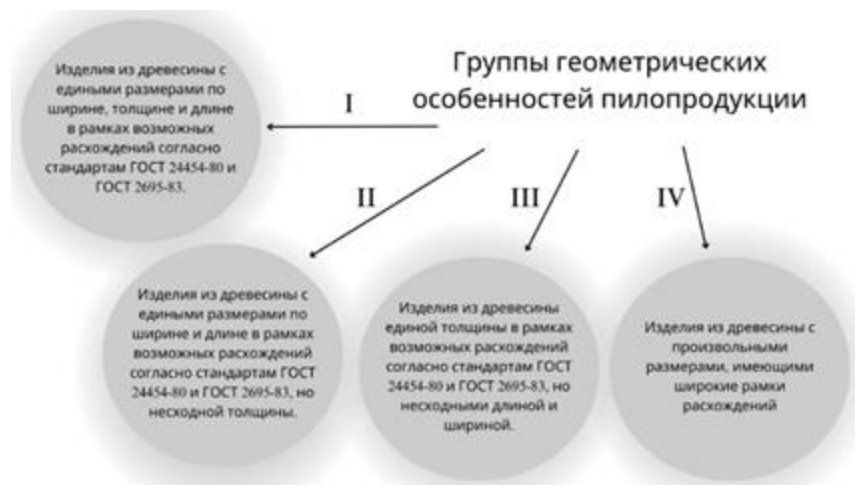 Группы геометрических
особенностей пилопродукции
I
Изделия из древесины с
едиными размерами по
ширине, толщине и длине
в рамках возможных
расхождений согласно
стандартам ГОСТ 24454-80 и
ГОСТ 2695-83.
II
Изделия из древесины с
едиными размерами по
ширине и длине в рамках
возможных расхождений
согласно стандартам ГОСТ
24454-80 и ГОСТ 2695-83, но
несходной толщины.
III
Изделия из древесины
единой толщины в рамках
возможных расхождений
согласно стандартам ГОСТ
24454-80 и ГОСТ 2695-83, но
несходными длиной и
шириной.
IV
Изделия из древесины с
произвольными
размерами, имеющими
широкие рамки
расхождений